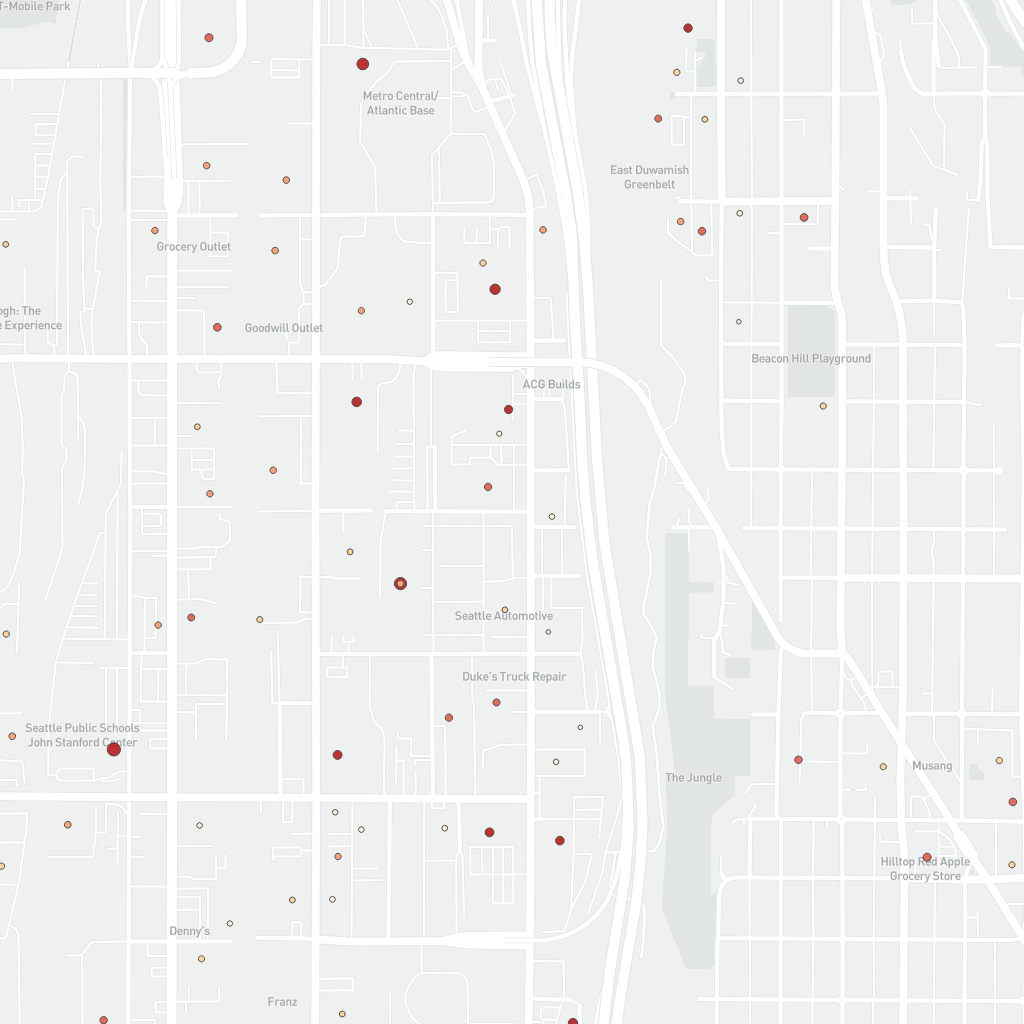 T-Mobile Park
Metro Central/
Atlantic Base
East Duwamish
Greenbelt
Grocery Outlet
ogh: The
e Experience
Goodwill Outlet
Beacon Hill Playground
ACG Builds
Seattle Automotive
Duke's Truck Repair
Seattle Public Schools
John Stanford Center
The Jungle
Musang
Hilltop Red Apple
Grocery Store
Denny's
Franz